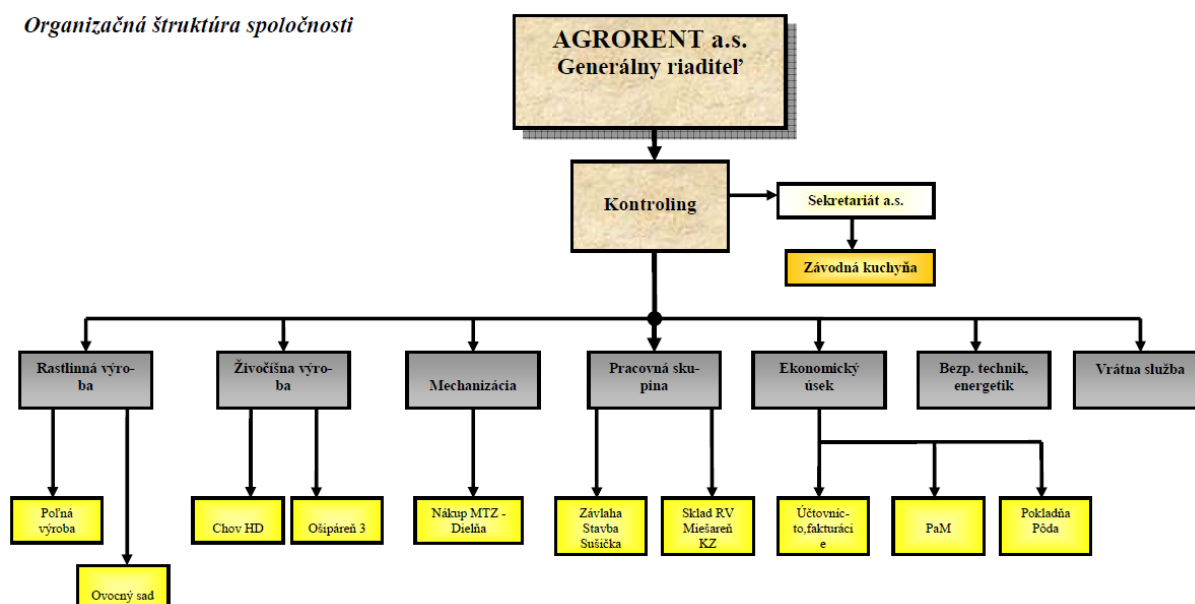 Organizačná štruktúra spoločnosti
AGRORENT a.s.
Generálny riaditeľ
Kontroling
Sekretariát a.s.
Závodná kuchyňa
Rastlinná výro-
ba
Živočíšna výro-
ba
Mechanizácia
Pracovná sku-
pina
Ekonomický
úsek
Bezp. technik,
energetik
Vrátna služba
Poľná
výroba
Chov HD
Ošipáreň 3
Nákup MTZ -
Dielňa
Závlaha
Stavba
Sušička
Sklad RV
Miešareň
KZ
Účtovníc-
to,fakturáci
e
PaM
Pokladňa
Pôda
Ovocný sad